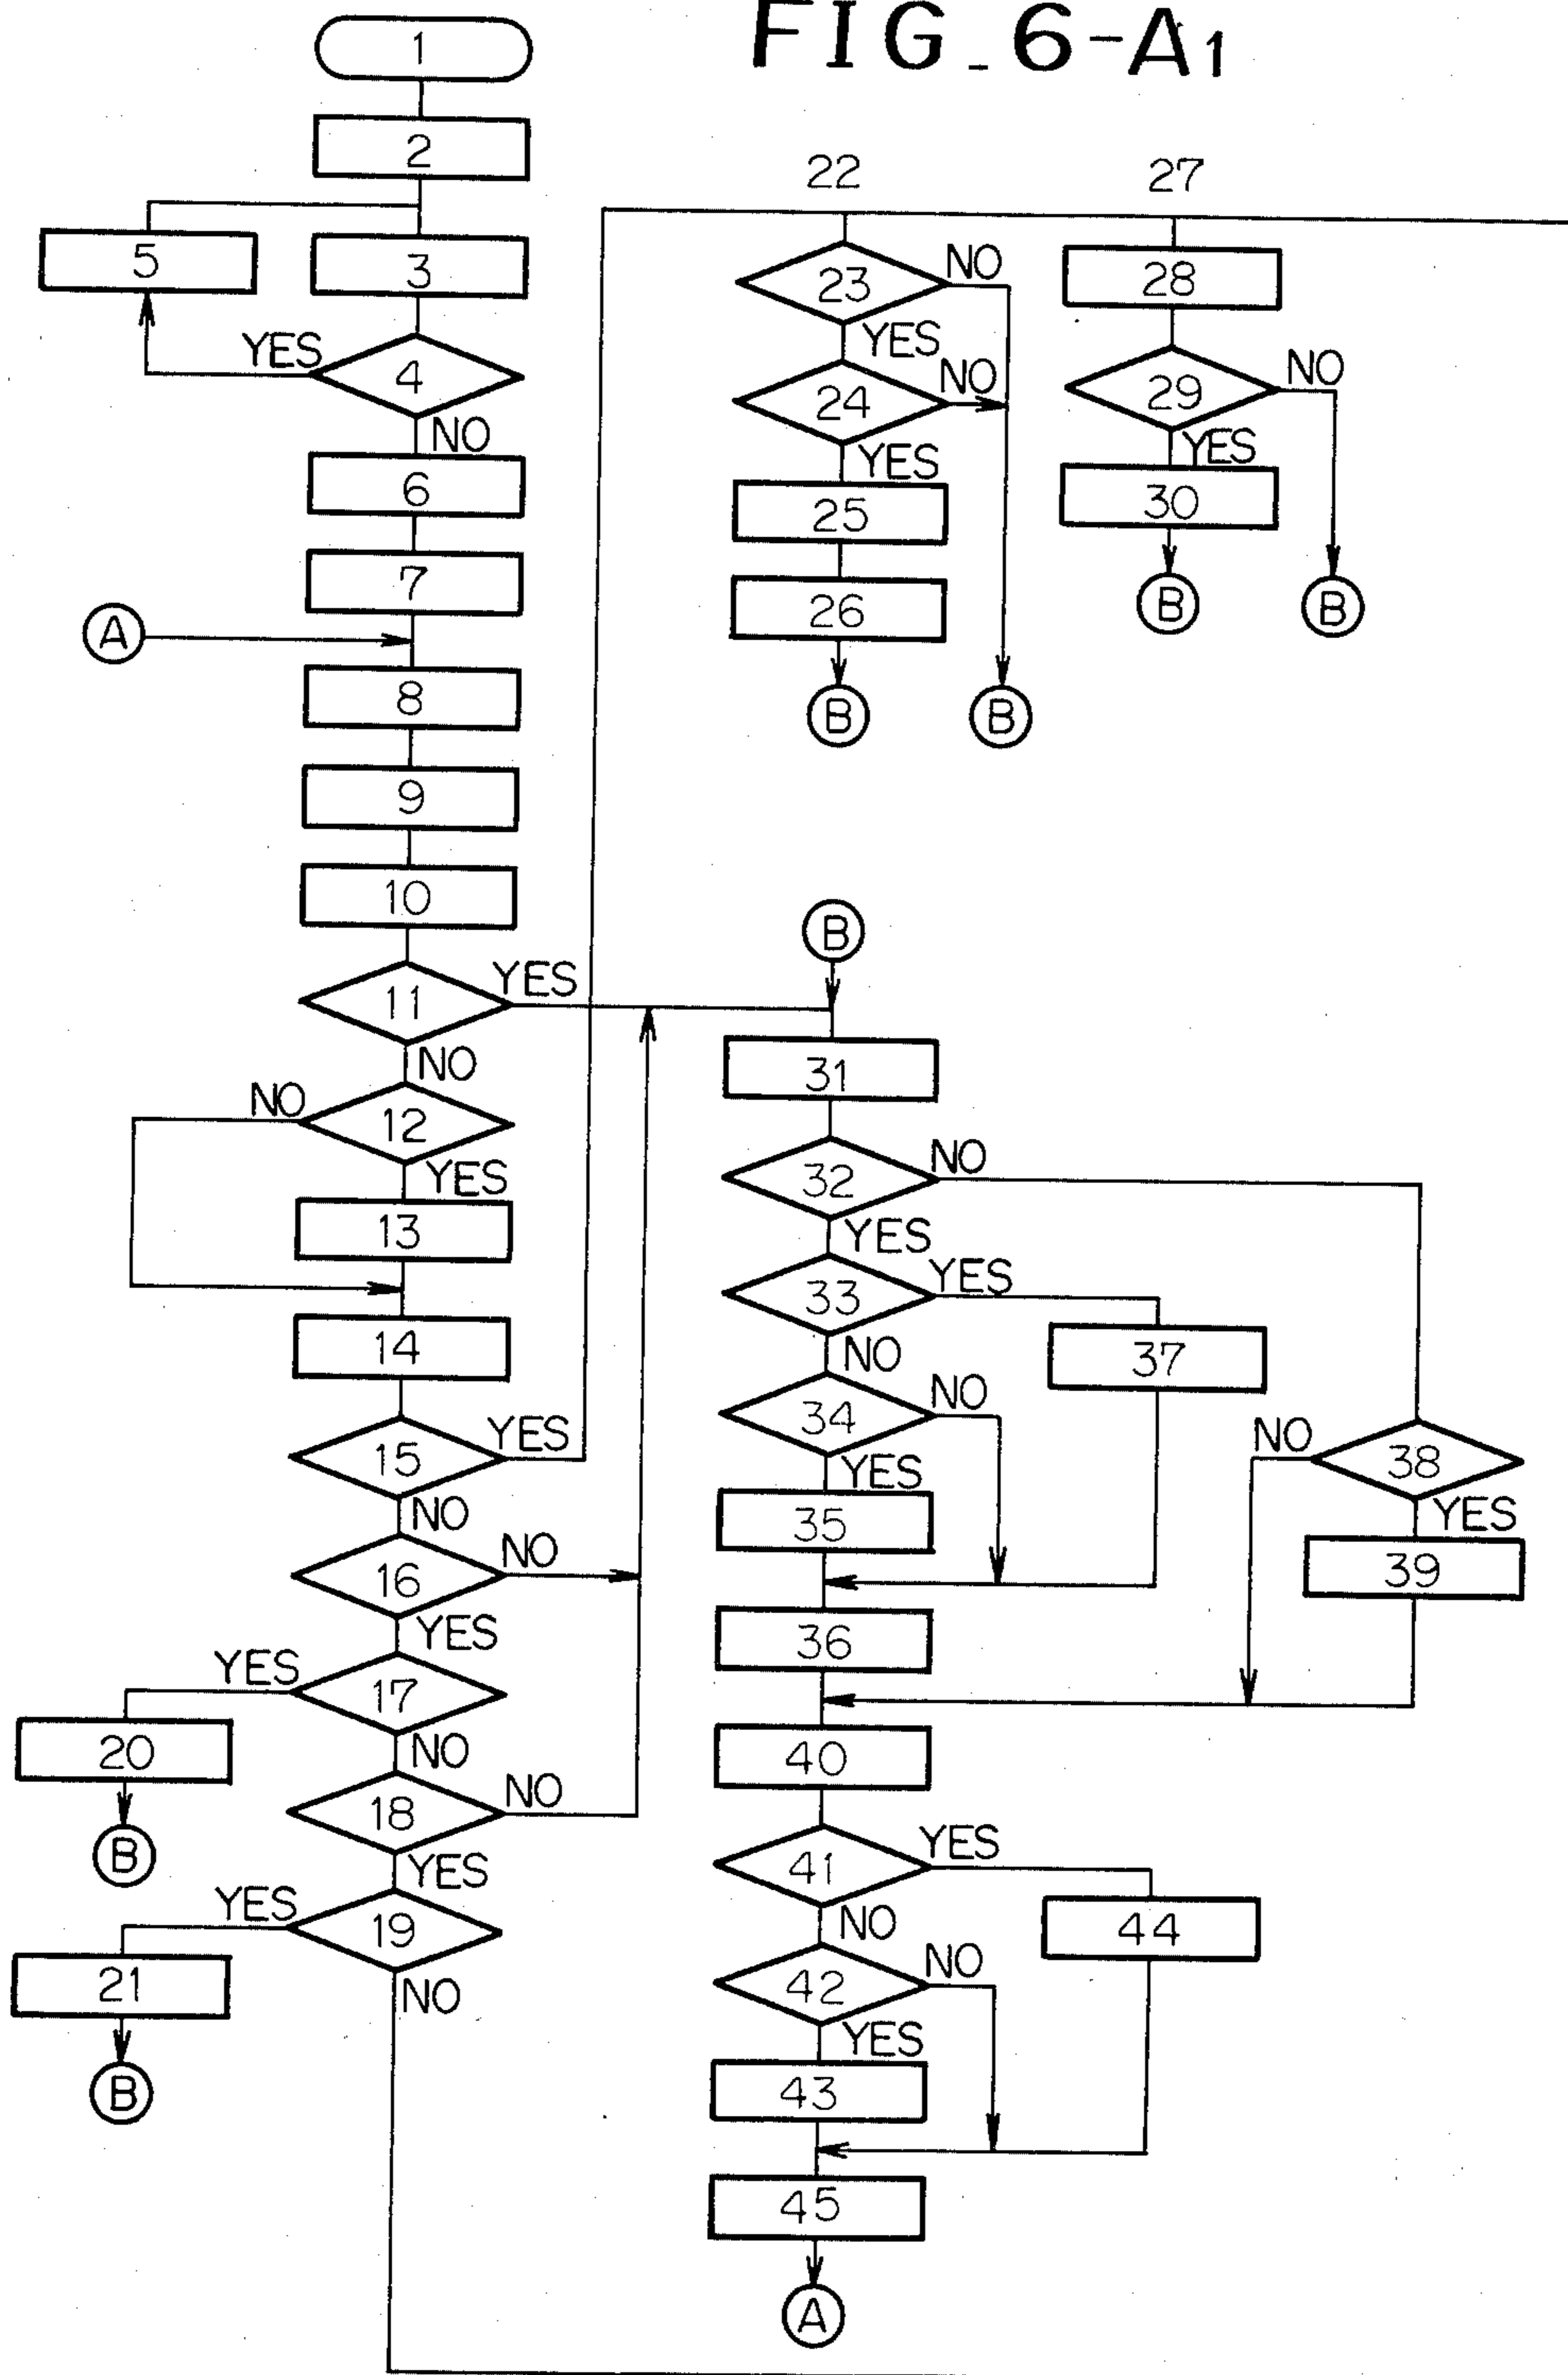 FIG. 6-A1
1
2
5
3
YES
4
NO
6
7
A
8
9
10
11
YES
NO
NO
12
YES
13
14
15
YES
NO
16
NO
YES
YES
17
20
NO
B
18
NO
YES
YES
19
21
NO
B
22
23
NO
YES
24
NO
YES
25
26
B
B
27
28
29
NO
YES
30
B
B
B
31
32
NO
YES
33
YES
NO
37
34
NO
YES
35
36
NO
38
YES
39
40
41
YES
NO
44
42
NO
YES
43
45
A